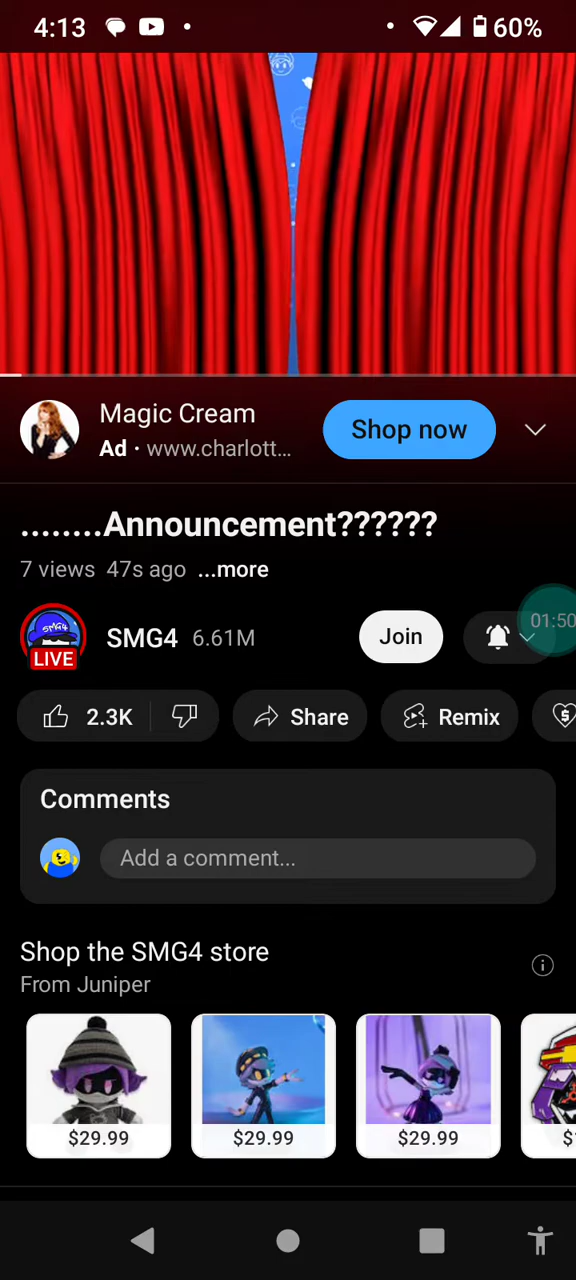 4:13
60%
Magic Cream
Shop now
Ad · www.charlott...
........Announcement??????
7 views 47s ago ...more
SMG4
LIVE
SMG4 6.61M
Join
01:50
2.3K
Share
Remix
Comments
Add a comment...
Shop the SMG4 store
From Juniper
$29.99
$29.99
$29.99